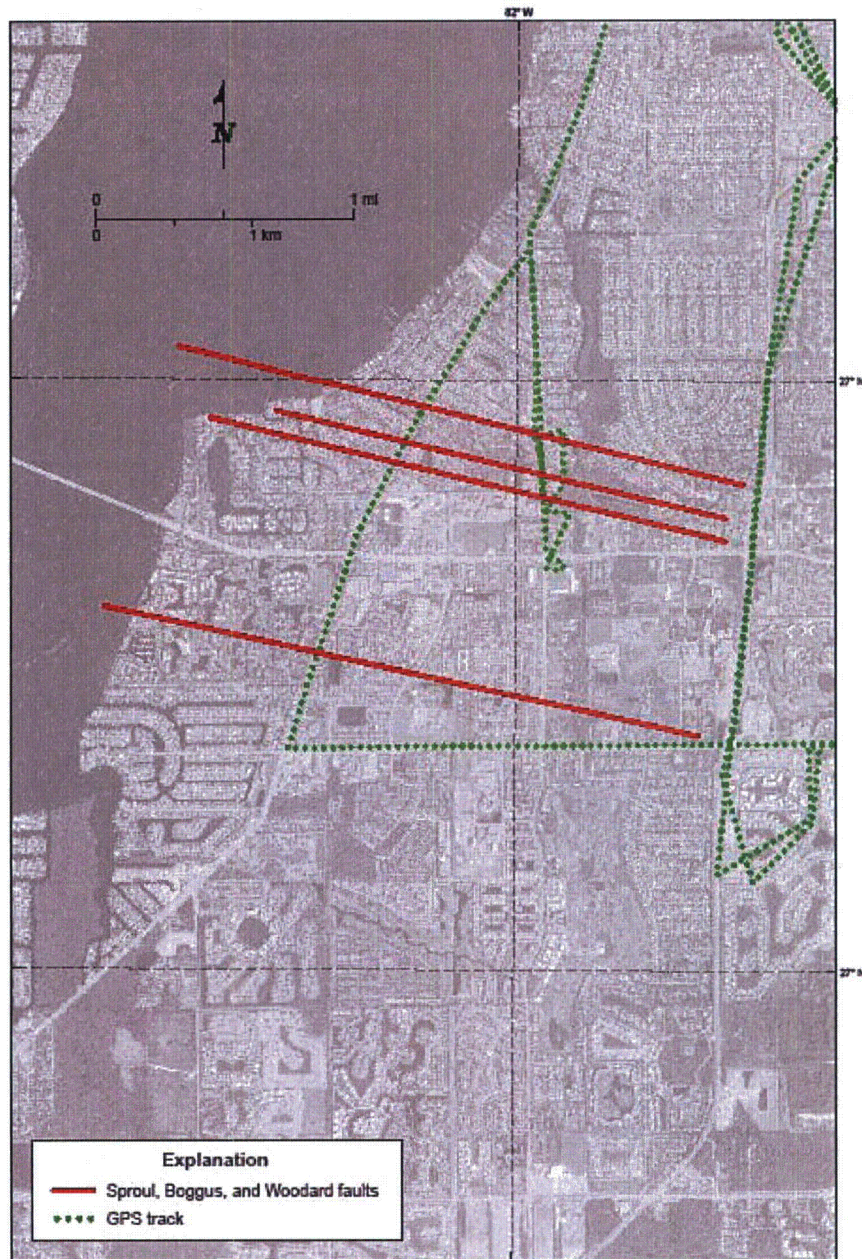 82° W
N
0 1 mi
0 1 km
27° N
27° N
Explanation
Sproul, Boggus, and Woodard faults
GPS track